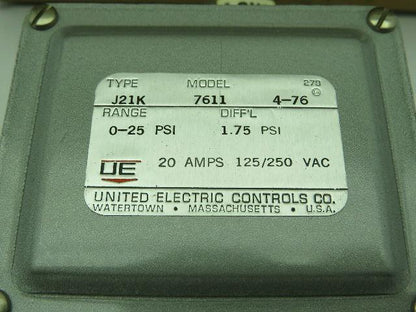 TYPE MODEL 270
J21K 7611 4-76
RANGE DIFF'L
0-25 PSI 1.75 PSI
UE 20 AMPS 125/250 VAC
UNITED ELECTRIC CONTROLS CO.
WATERTOWN • MASSACHUSETTS • U.S.A.